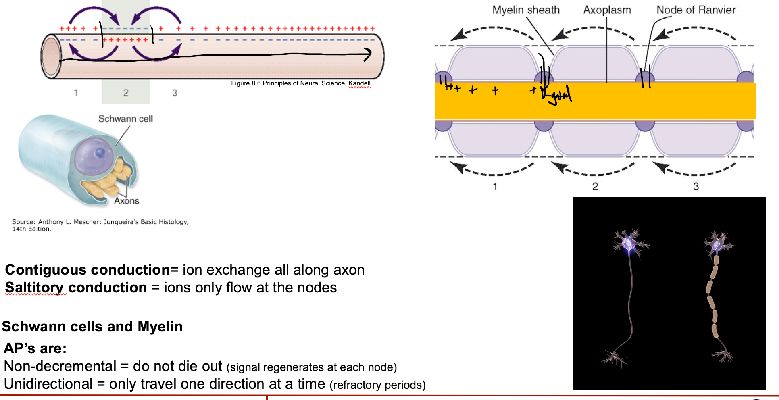 1 2 3
Figure 8.6 Principles of Neural Science, Kandell
Schwann cell
Axons
Source: Anthony L. Mescher: Junqueira's Basic Histology,
14th Edition.
Myelin sheath Axoplasm Node of Ranvier
1 2 3
Contiguous conduction= ion exchange all along axon
Saltitory conduction = ions only flow at the nodes
Schwann cells and Myelin
AP's are:
Non-decremental = do not die out (signal regenerates at each node)
Unidirectional = only travel one direction at a time (refractory periods)